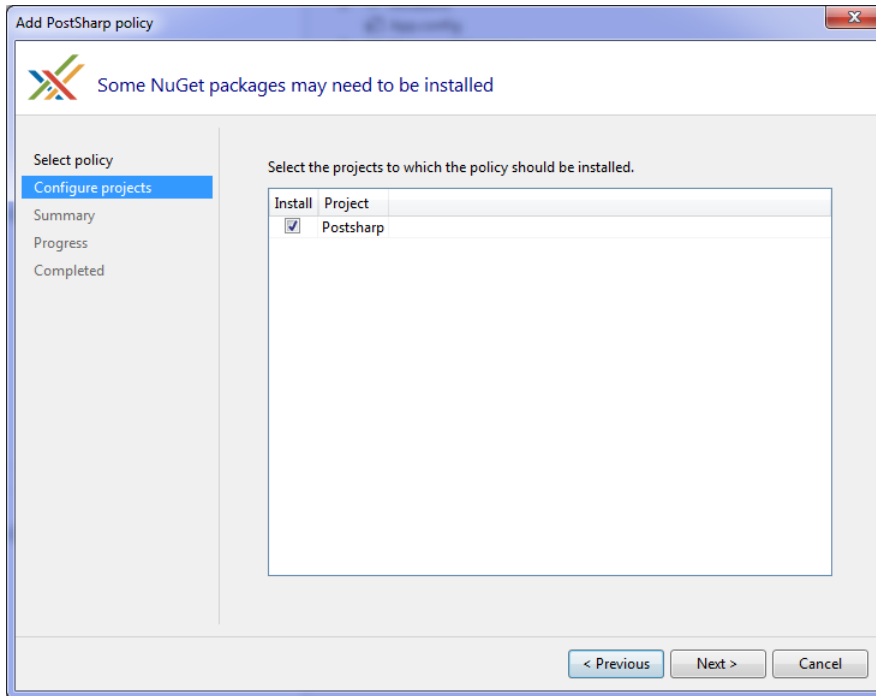 Add PostSharp policy
Some NuGet packages may need to be installed
Select policy
Configure projects
Summary
Progress
Completed
Select the projects to which the policy should be installed.
Install Project
Postsharp
< Previous Next > Cancel